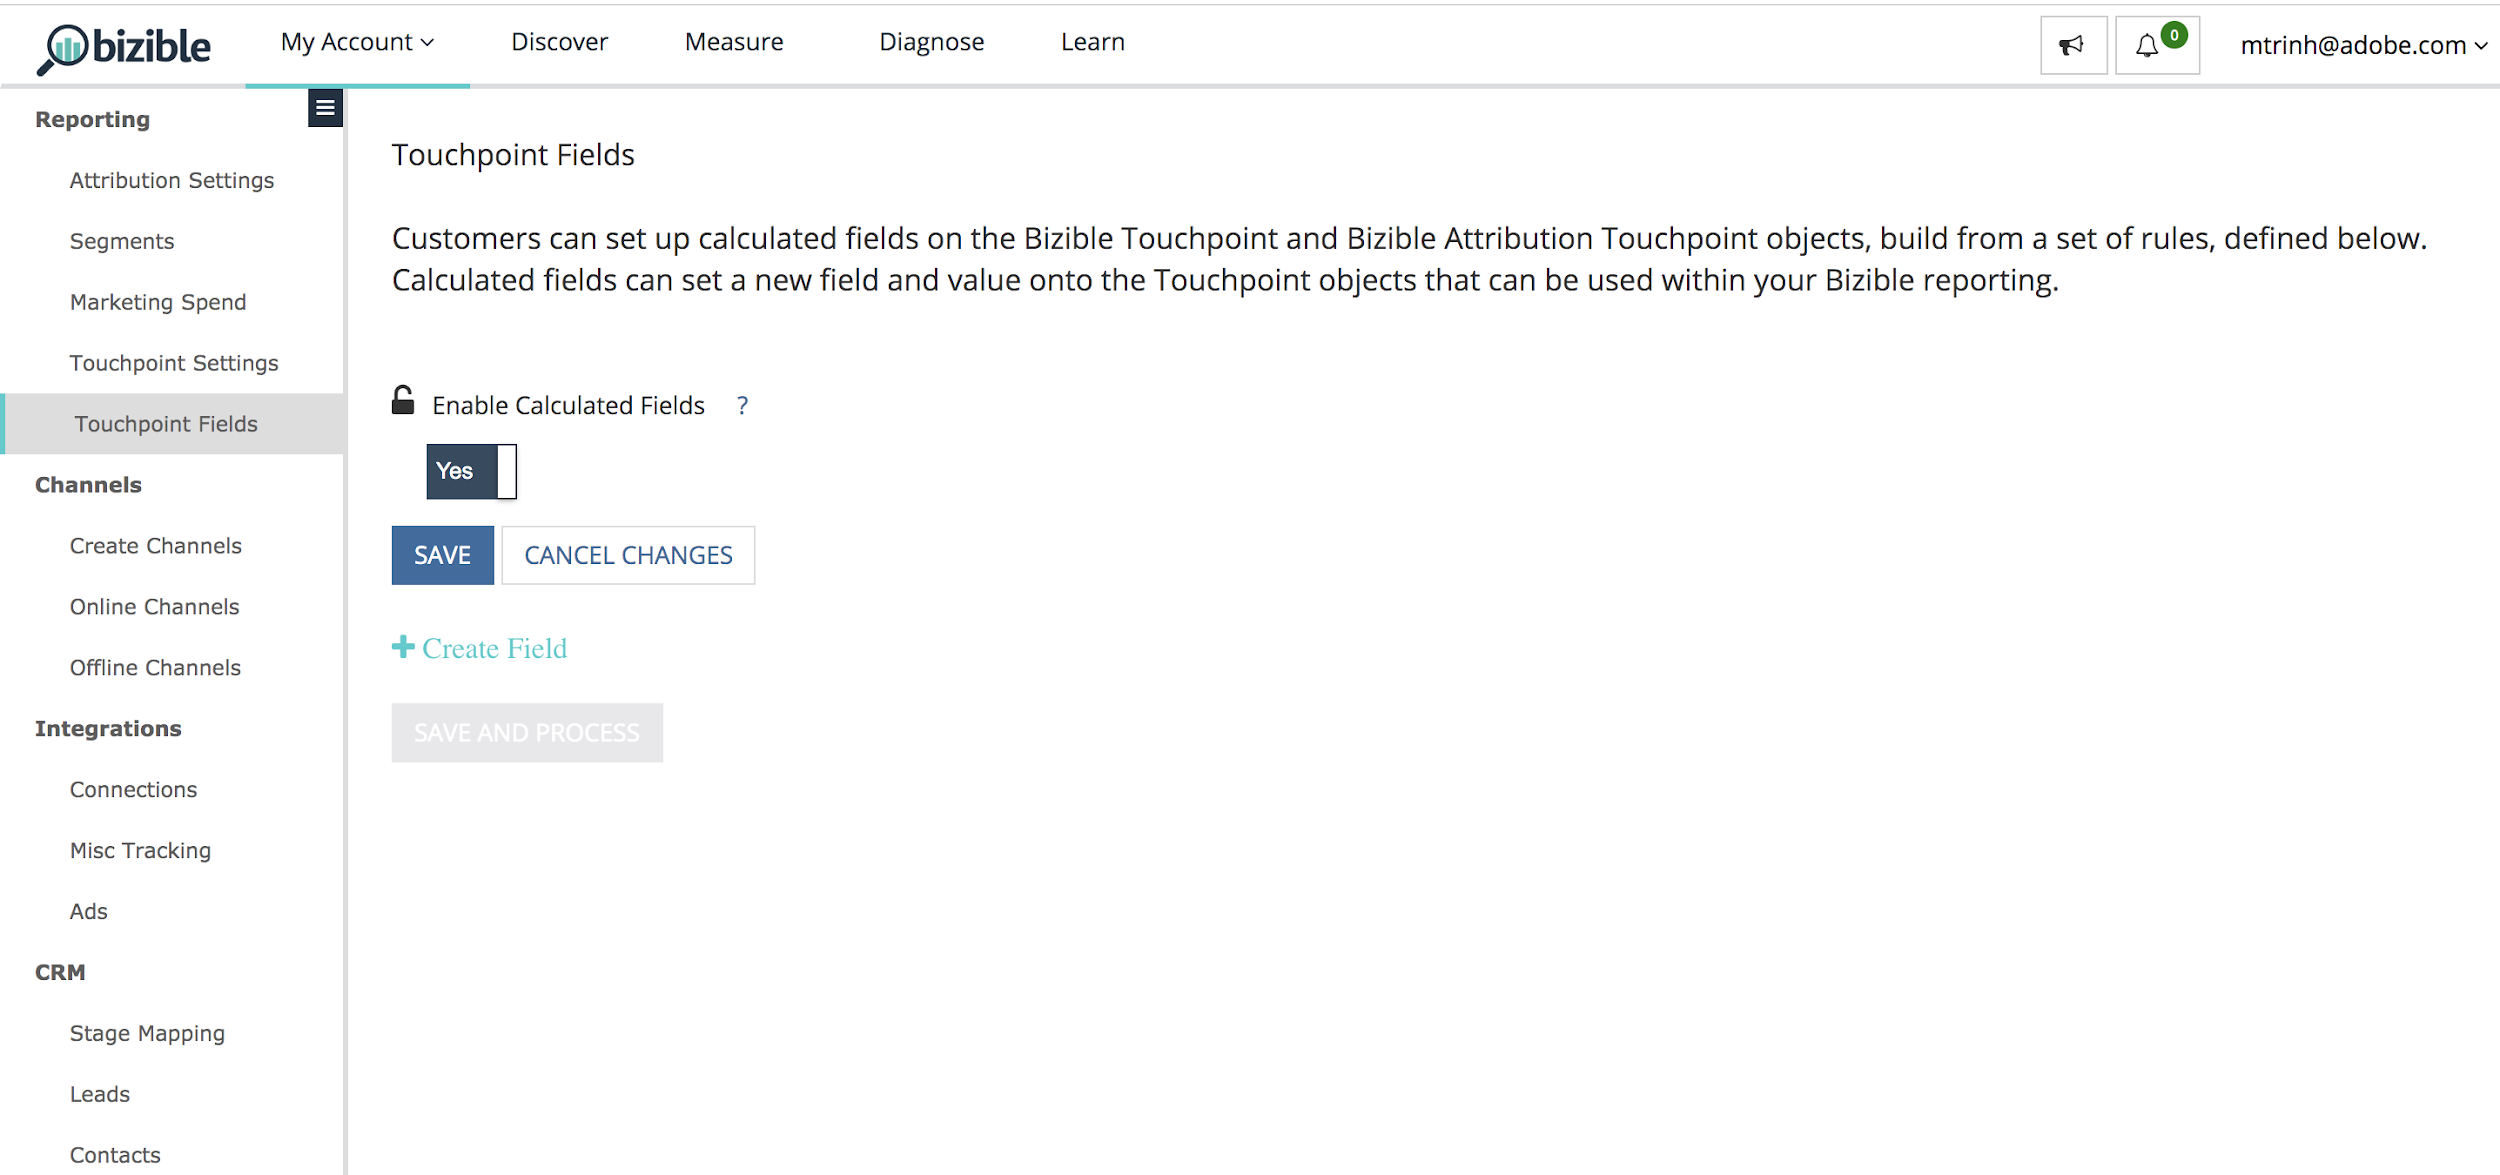 bizible
My Account
Discover
Measure
Diagnose
Learn
0
mtrinh@adobe.com
Reporting
Attribution Settings
Segments
Marketing Spend
Touchpoint Settings
Touchpoint Fields
Channels
Create Channels
Online Channels
Offline Channels
Integrations
Connections
Misc Tracking
Ads
CRM
Stage Mapping
Leads
Contacts
Touchpoint Fields
Customers can set up calculated fields on the Bizible Touchpoint and Bizible Attribution Touchpoint objects, build from a set of rules, defined below.
Calculated fields can set a new field and value onto the Touchpoint objects that can be used within your Bizible reporting.
Enable Calculated Fields ?
Yes
SAVE
CANCEL CHANGES
Create Field
SAVE AND PROCESS